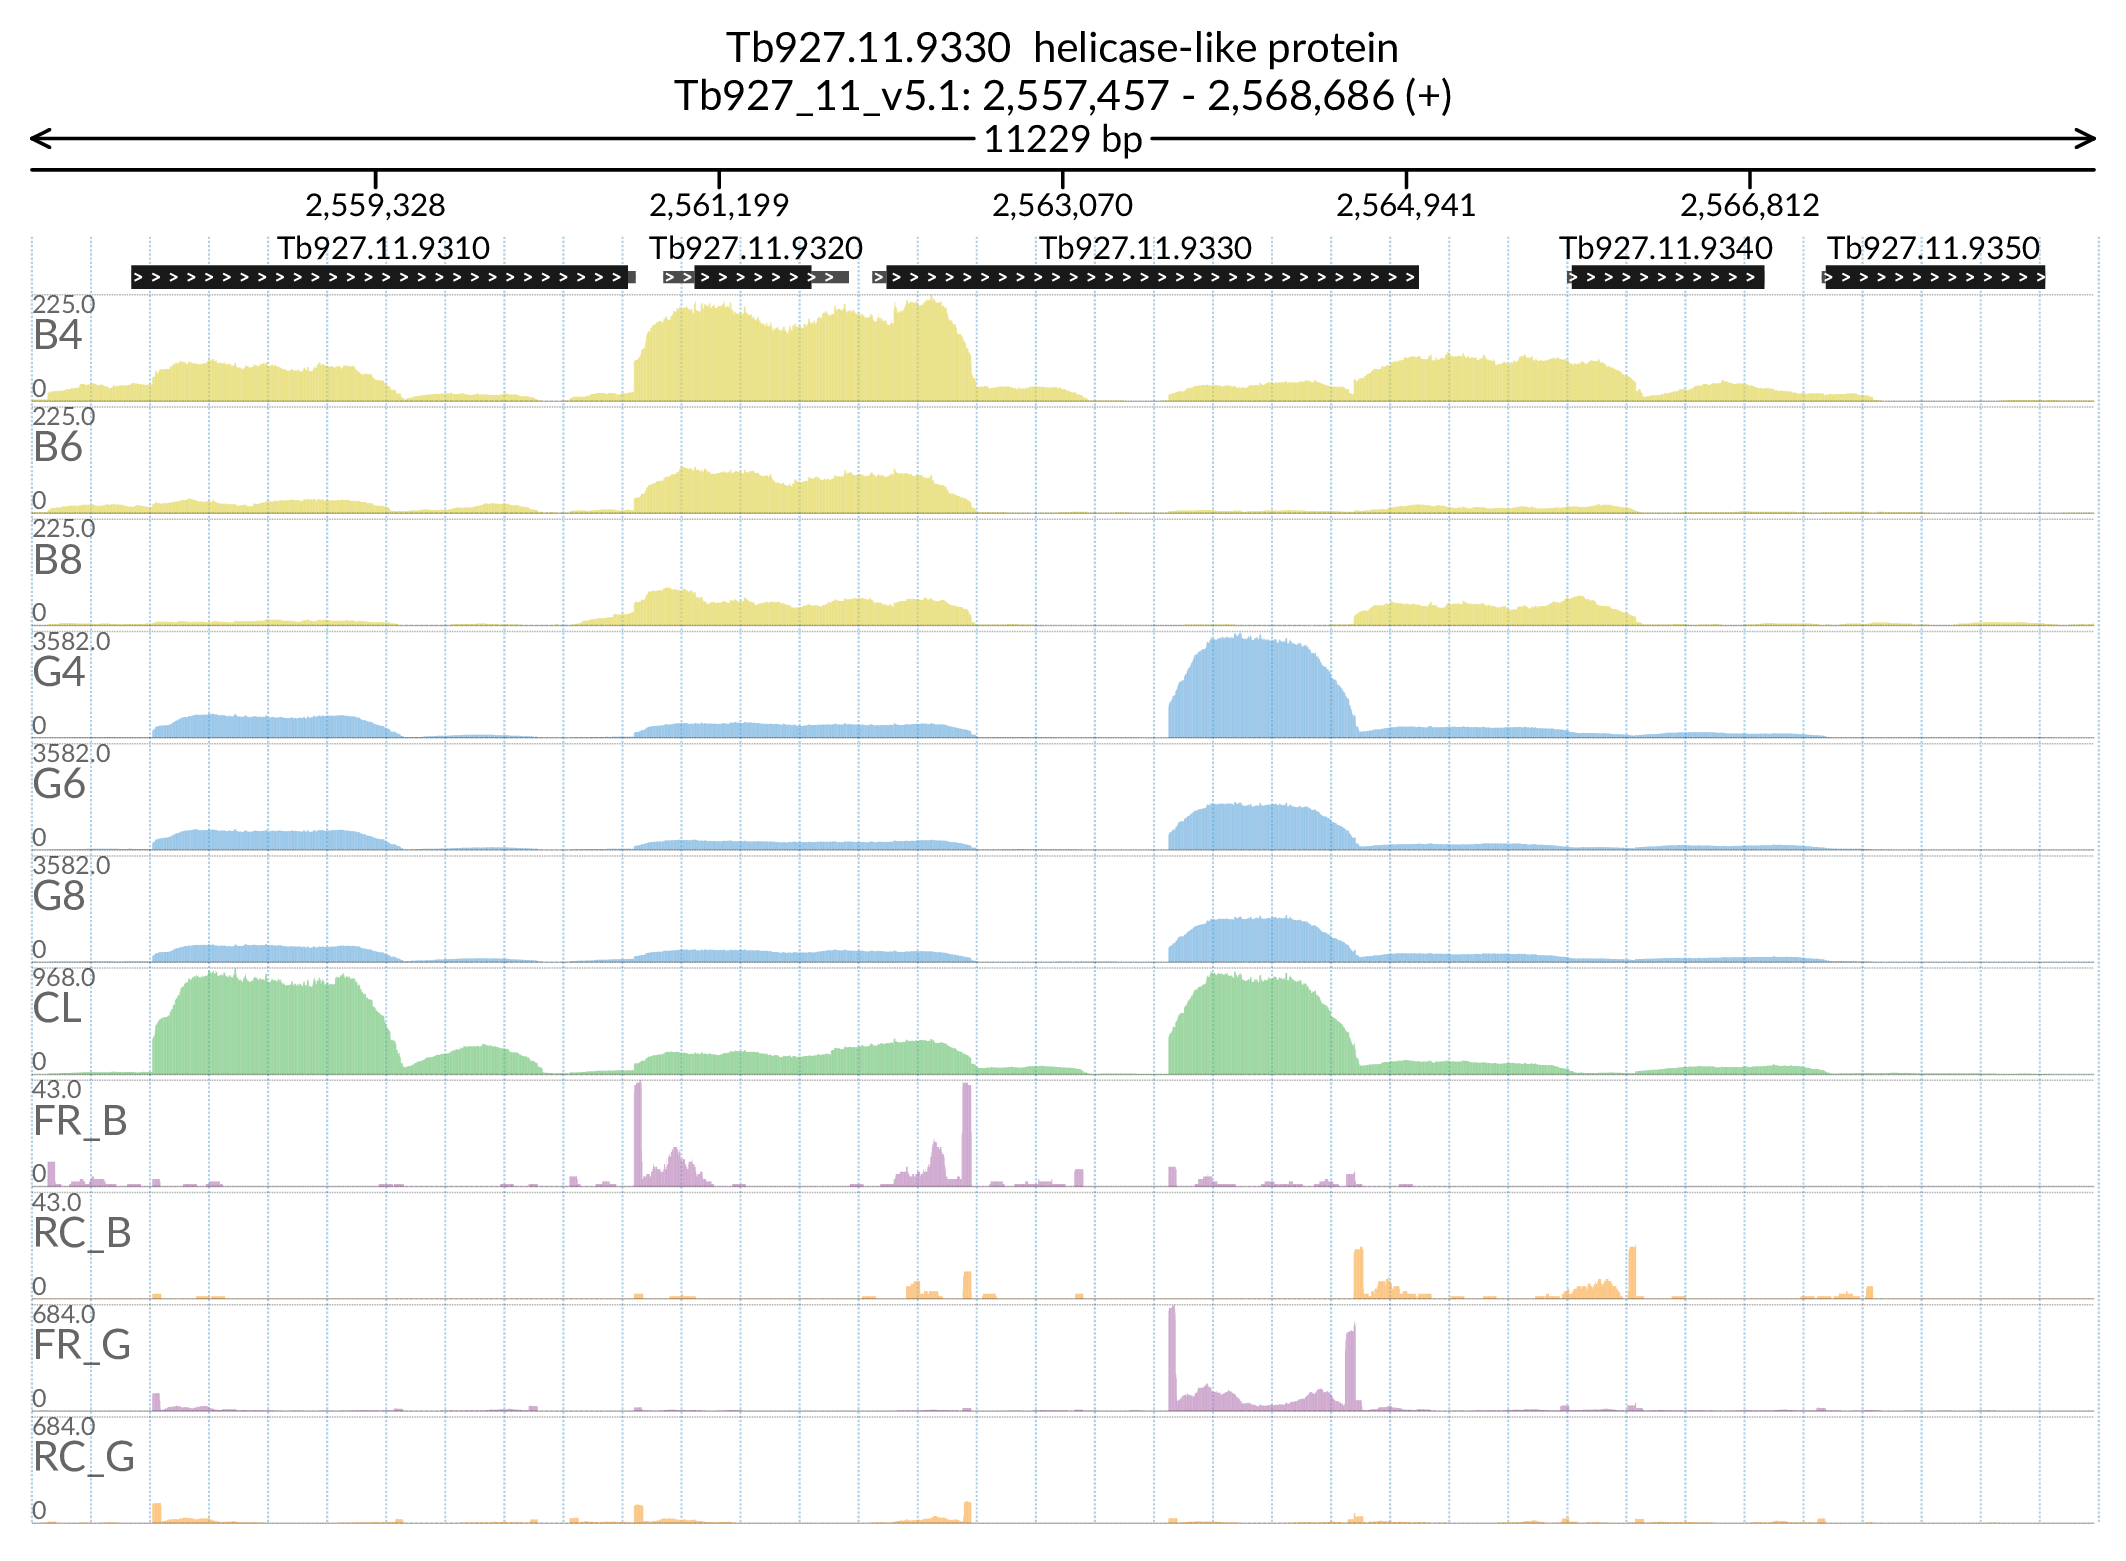 Tb927.11.9330 helicase-like protein
Tb927_11_v5.1: 2,557,457 - 2,568,686 (+)
11229 bp
2,559,328 2,561,199 2,563,070 2,564,941 2,566,812
Tb927.11.9310 Tb927.11.9320 Tb927.11.9330 Tb927.11.9340 Tb927.11.9350
225.0
B4
0
225.0
B6
0
225.0
B8
0
3582.0
G4
0
3582.0
G6
0
3582.0
G8
0
968.0
CL
0
43.0
FR_B
0
43.0
RC_B
0
684.0
FR_G
0
684.0
RC_G
0